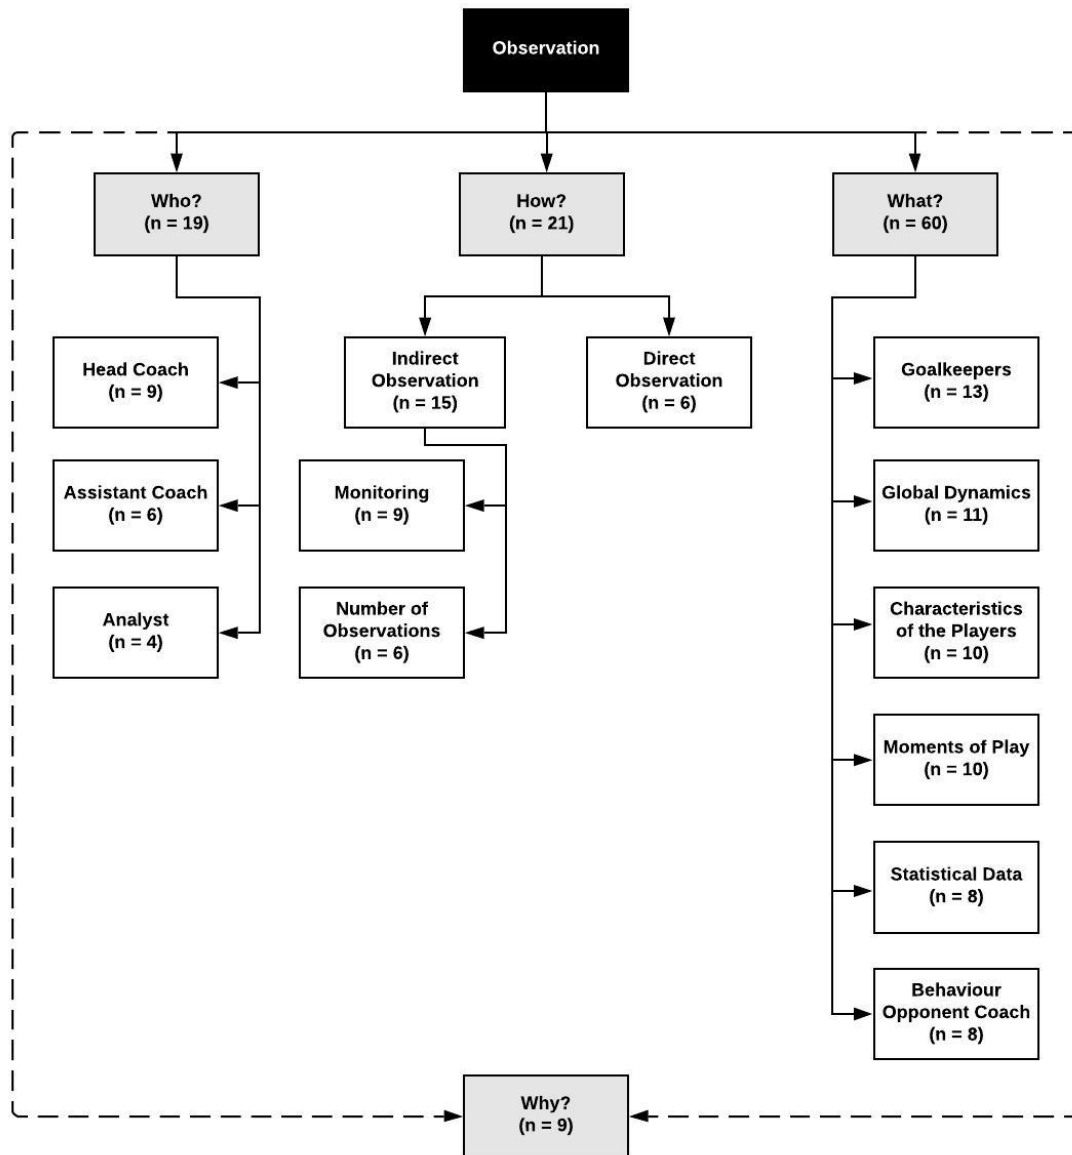 Observation
Who?
(n = 19)
How?
(n = 21)
What?
(n = 60)
Head Coach
(n = 9)
Indirect
Observation
(n = 15)
Direct
Observation
(n = 6)
Goalkeepers
(n = 13)
Assistant Coach
(n = 6)
Monitoring
(n = 9)
Global Dynamics
(n = 11)
Analyst
(n = 4)
Number of
Observations
(n = 6)
Characteristics
of the Players
(n = 10)
Moments of Play
(n = 10)
Statistical Data
(n = 8)
Behaviour
Opponent Coach
(n = 8)
Why?
(n = 9)